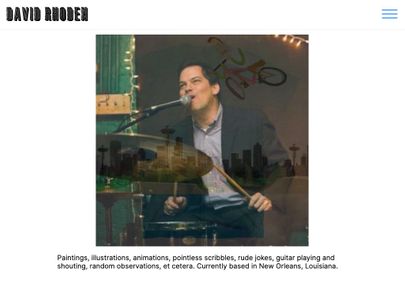 DAVID RHODEN
Paintings, illustrations, animations, pointless scribbles, rude jokes, guitar playing and
shouting, random observations, et cetera. Currently based in New Orleans, Louisiana.